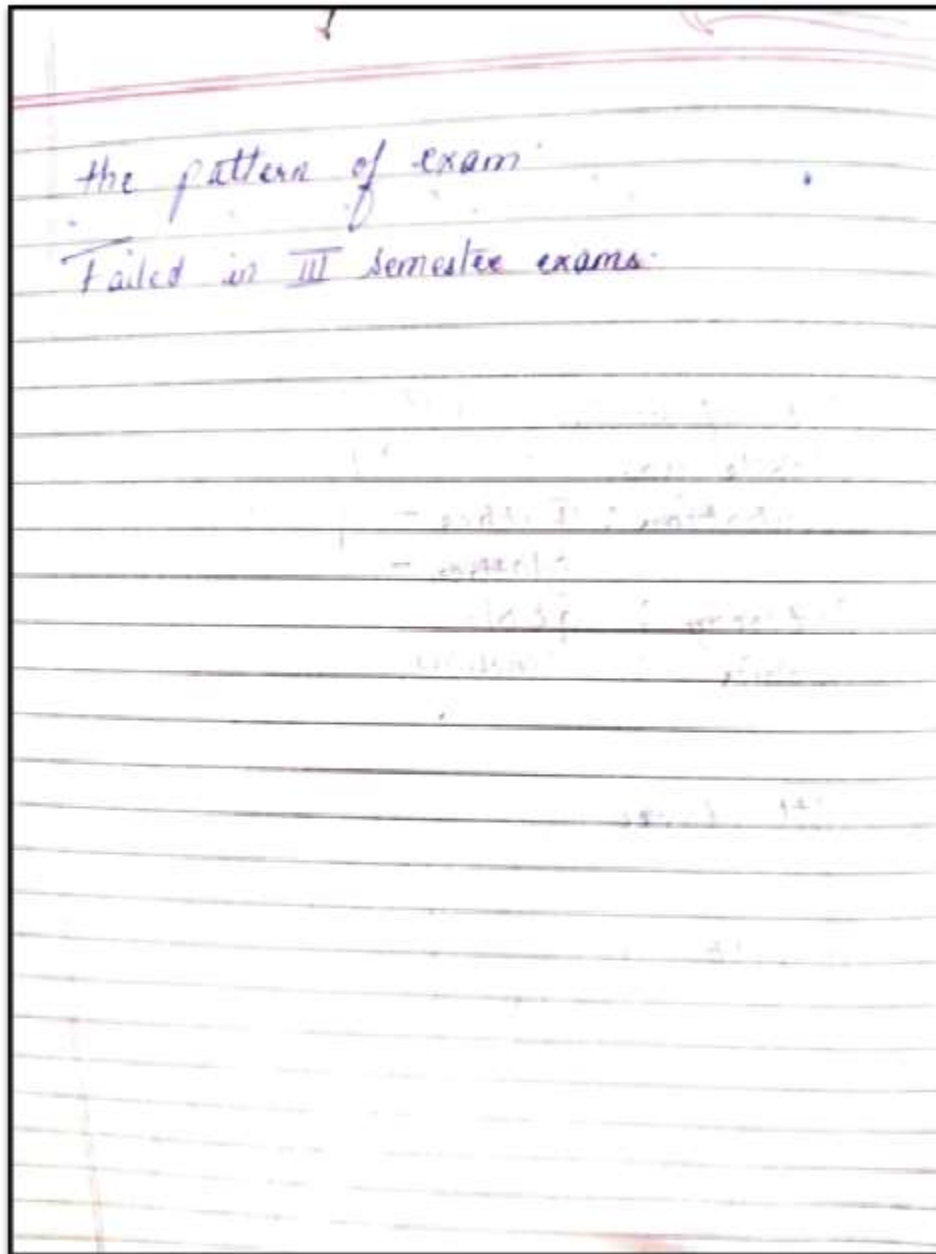 the pattern of exam.
Failed in III semester exams.